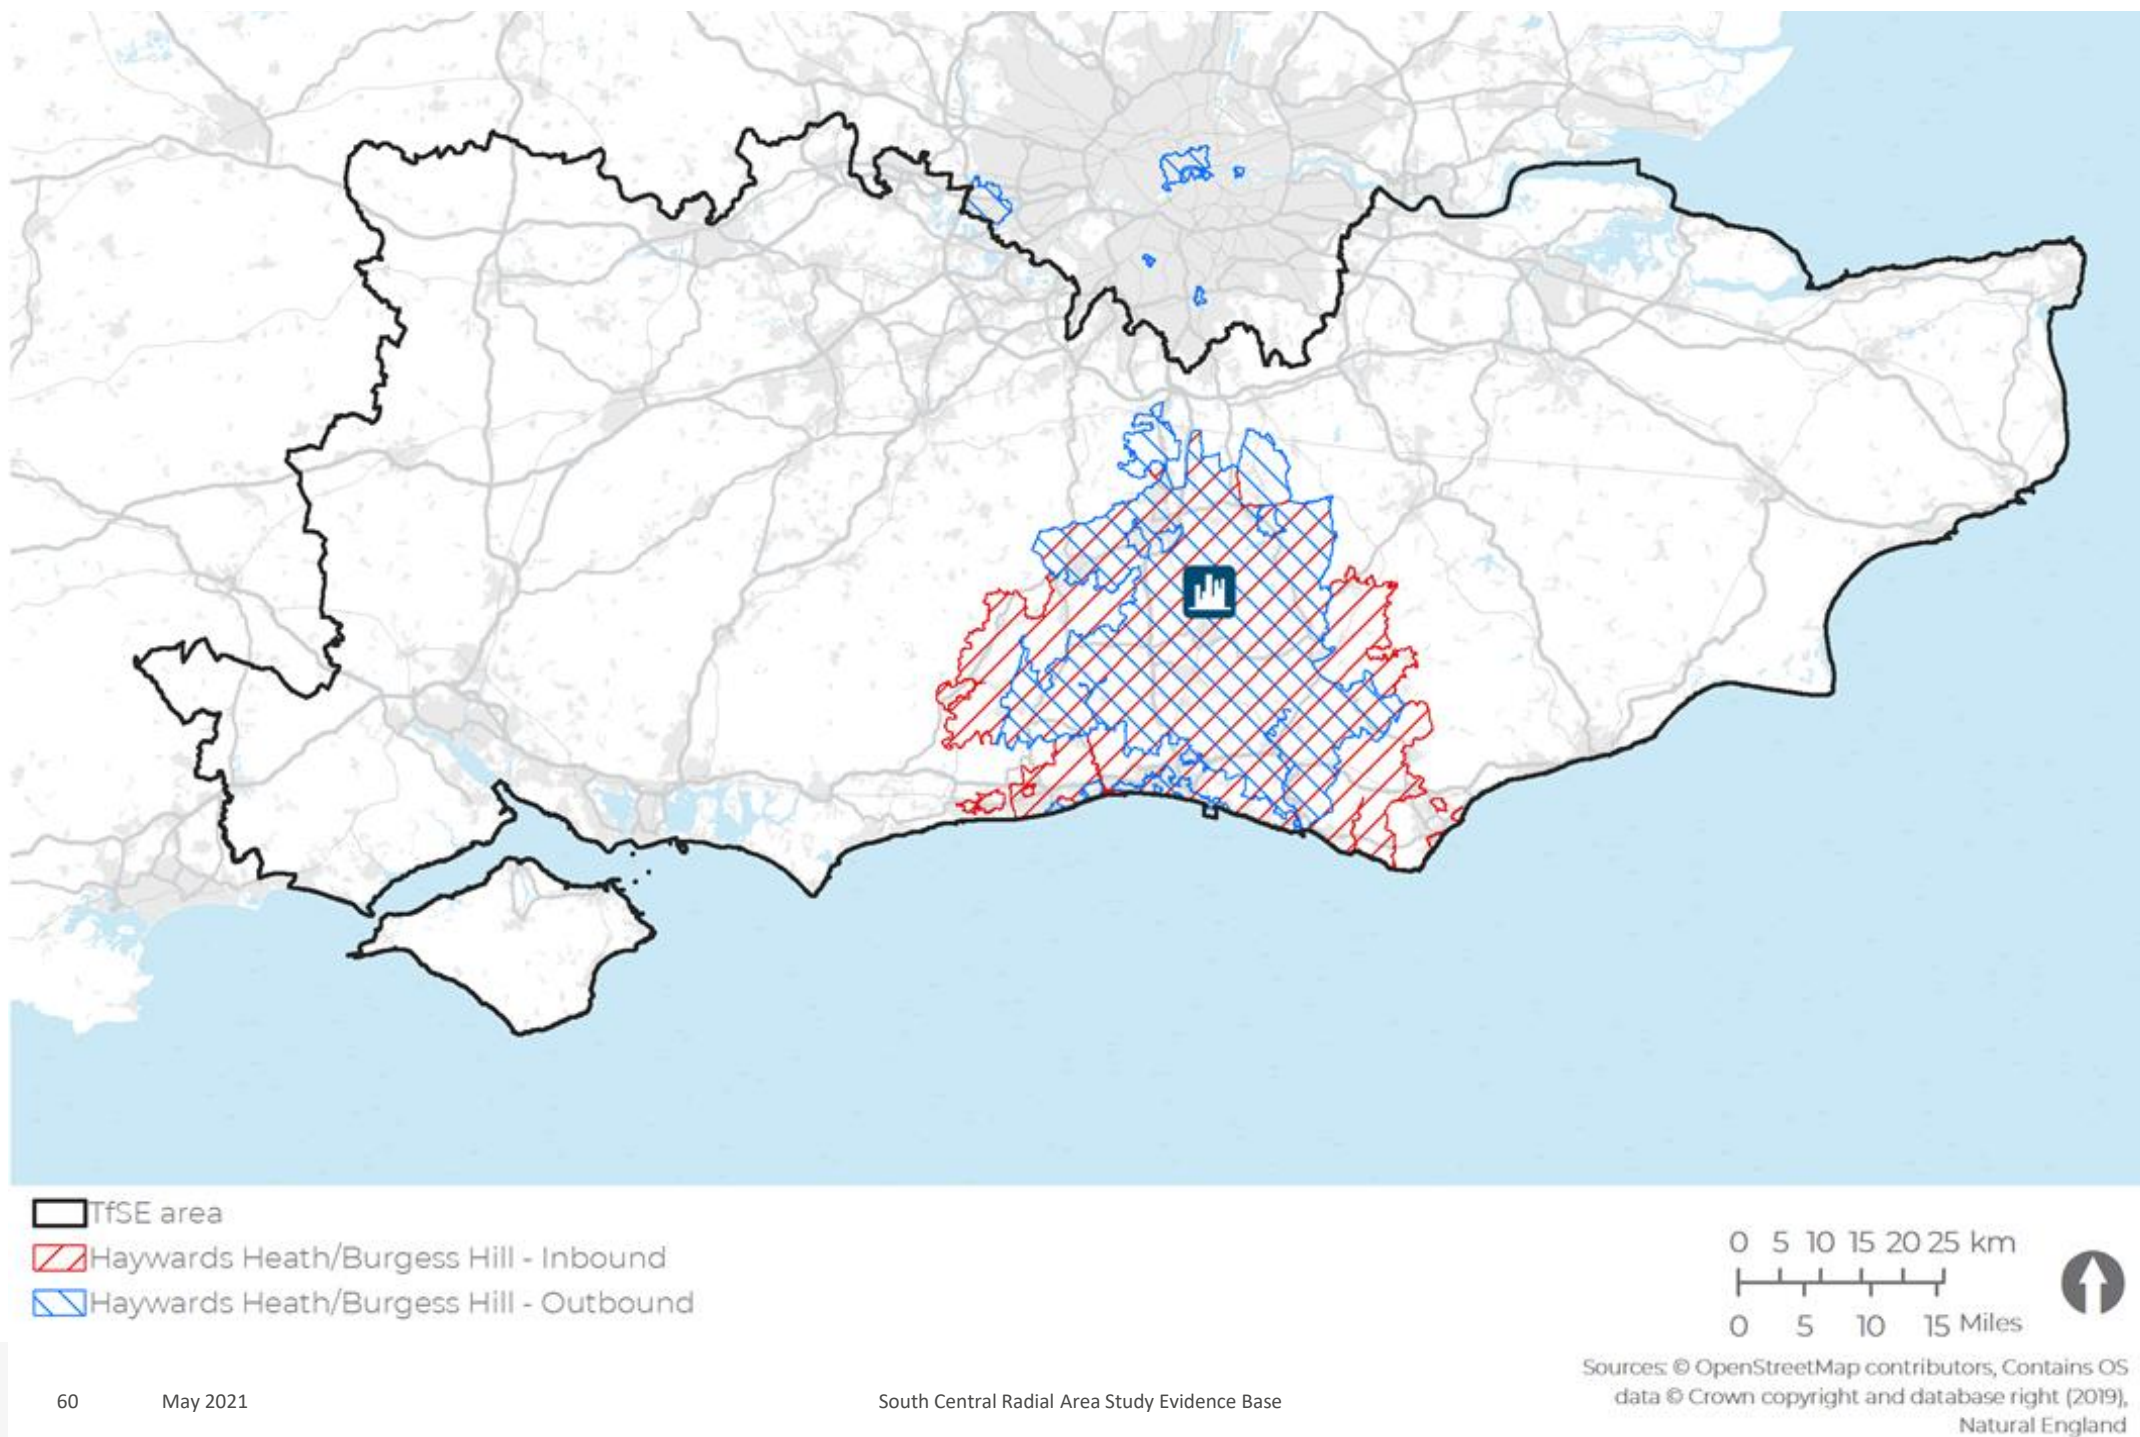 TfSE area
Haywards Heath/Burgess Hill - Inbound
Haywards Heath/Burgess Hill - Outbound
0 5 10 15 20 25 km
0 5 10 15 Miles
Sources: © OpenStreetMap contributors, Contains OS
data © Crown copyright and database right (2019),
Natural England
60 May 2021 South Central Radial Area Study Evidence Base